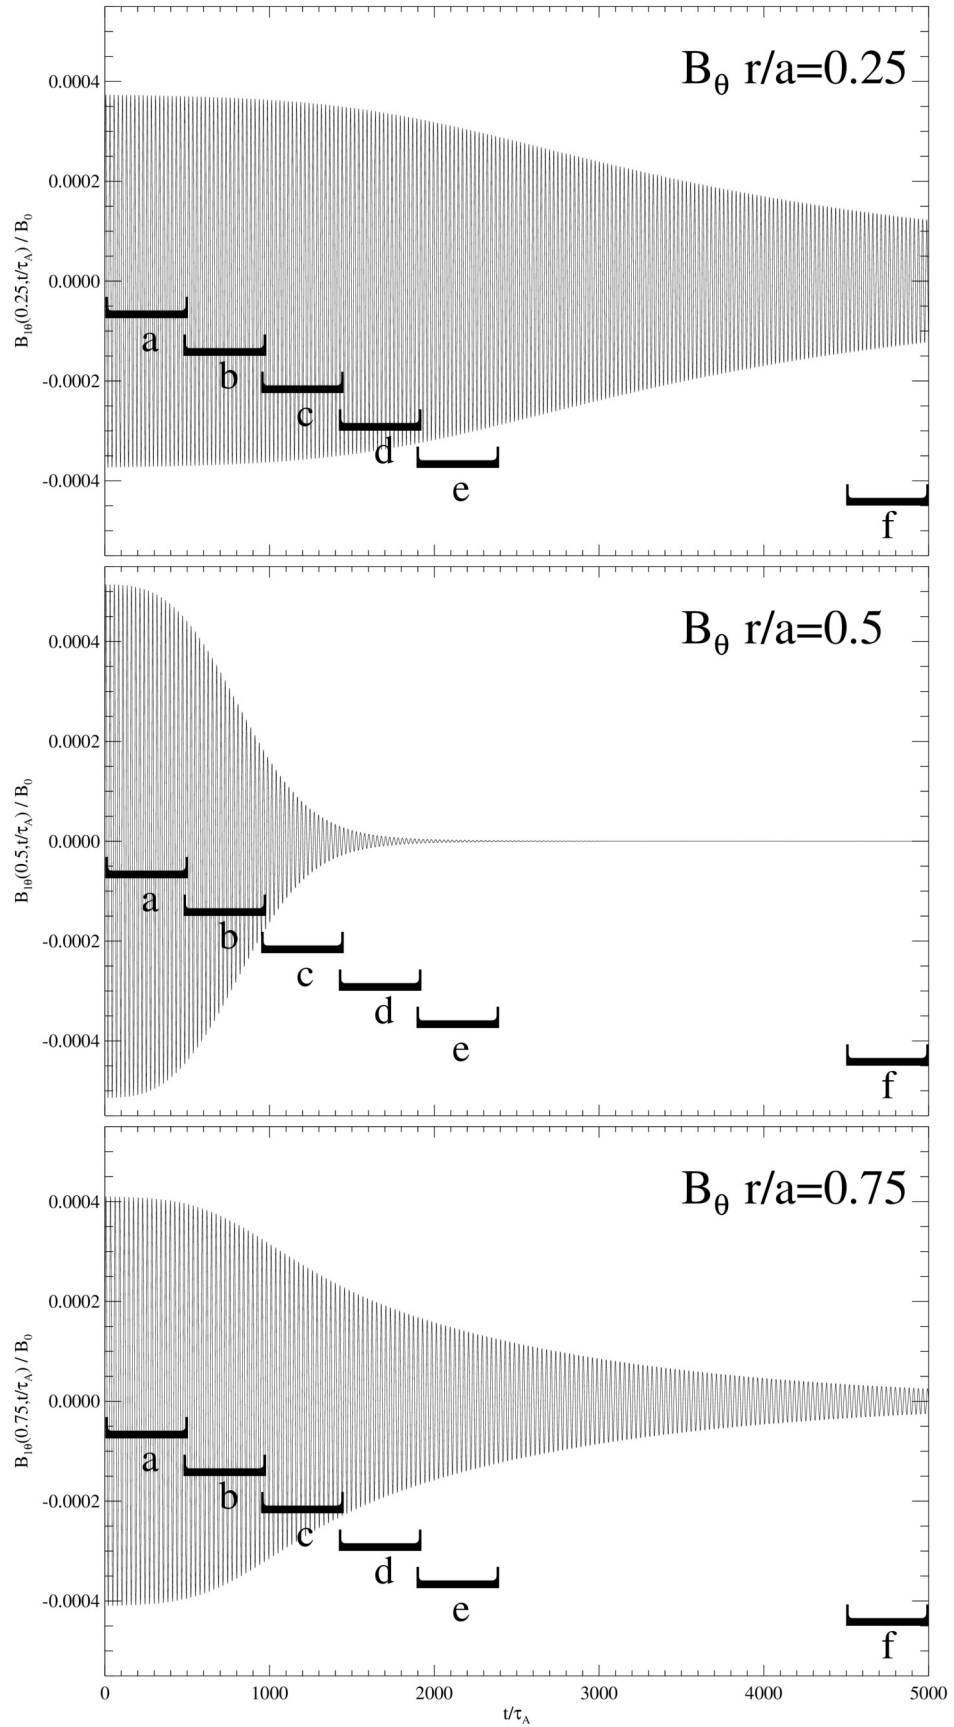 B_θ r/a=0.25
0.0004
0.0002
0.0000
-0.0002
-0.0004
B_1θ(0.25,t/τ_A) / B_0
a
b
c
d
e
f
B_θ r/a=0.5
0.0004
0.0002
0.0000
-0.0002
-0.0004
B_1θ(0.5,t/τ_A) / B_0
a
b
c
d
e
f
B_θ r/a=0.75
0.0004
0.0002
0.0000
-0.0002
-0.0004
B_1θ(0.75,t/τ_A) / B_0
a
b
c
d
e
f
0 1000 2000 3000 4000 5000
t/τ_A